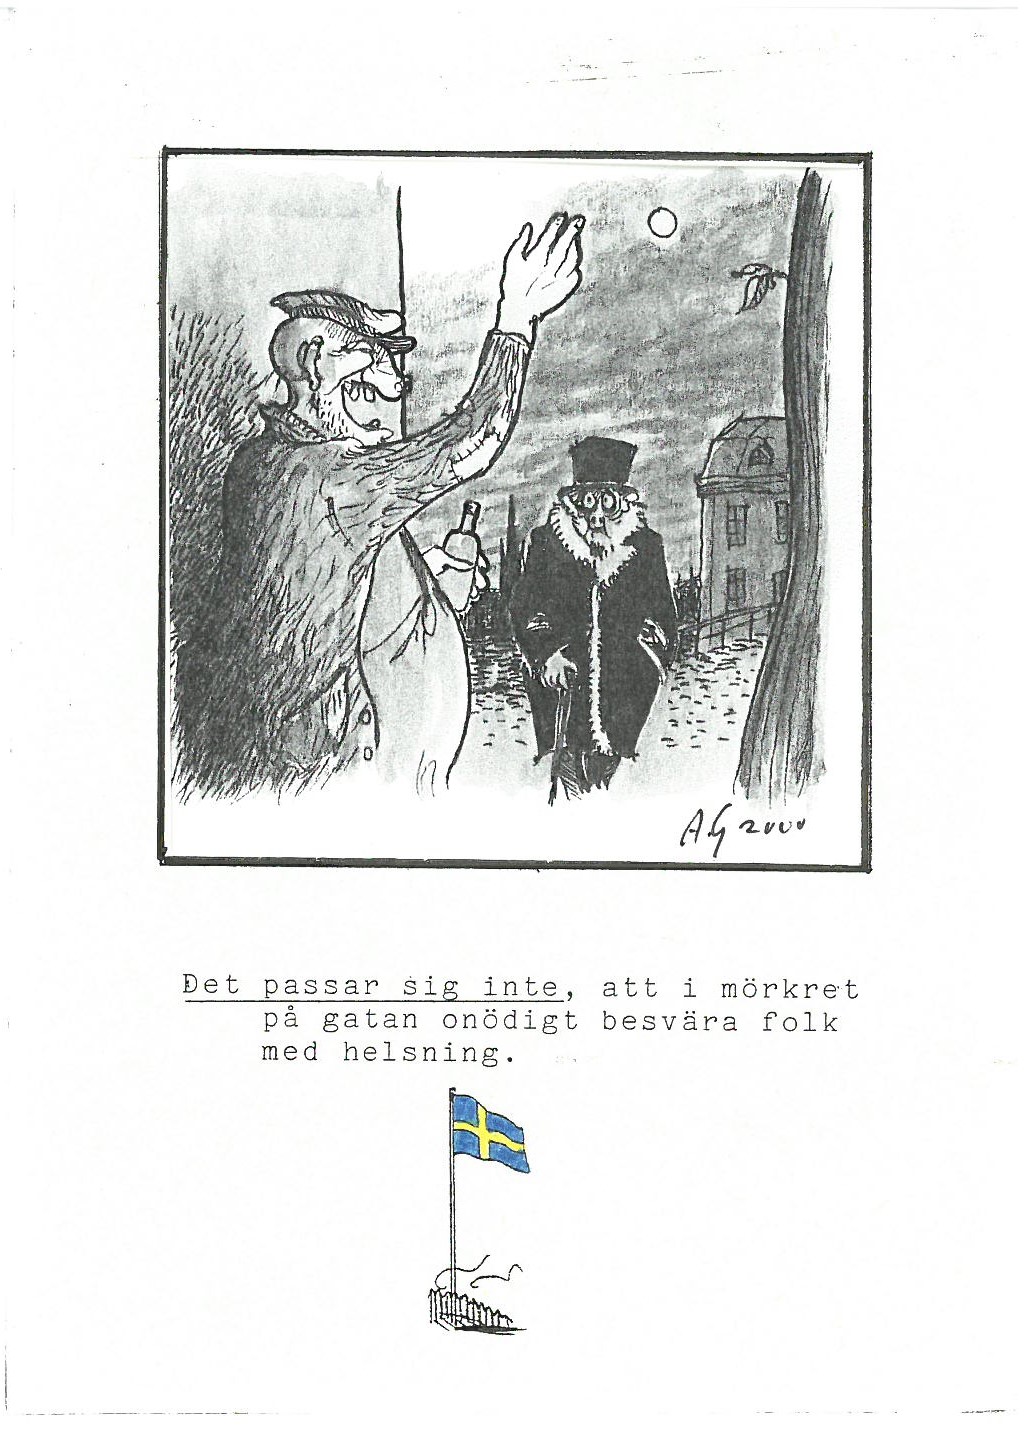 AG 2000
Det passar sig inte, att i mörkret
på gatan onödigt besvära folk
med helsning.